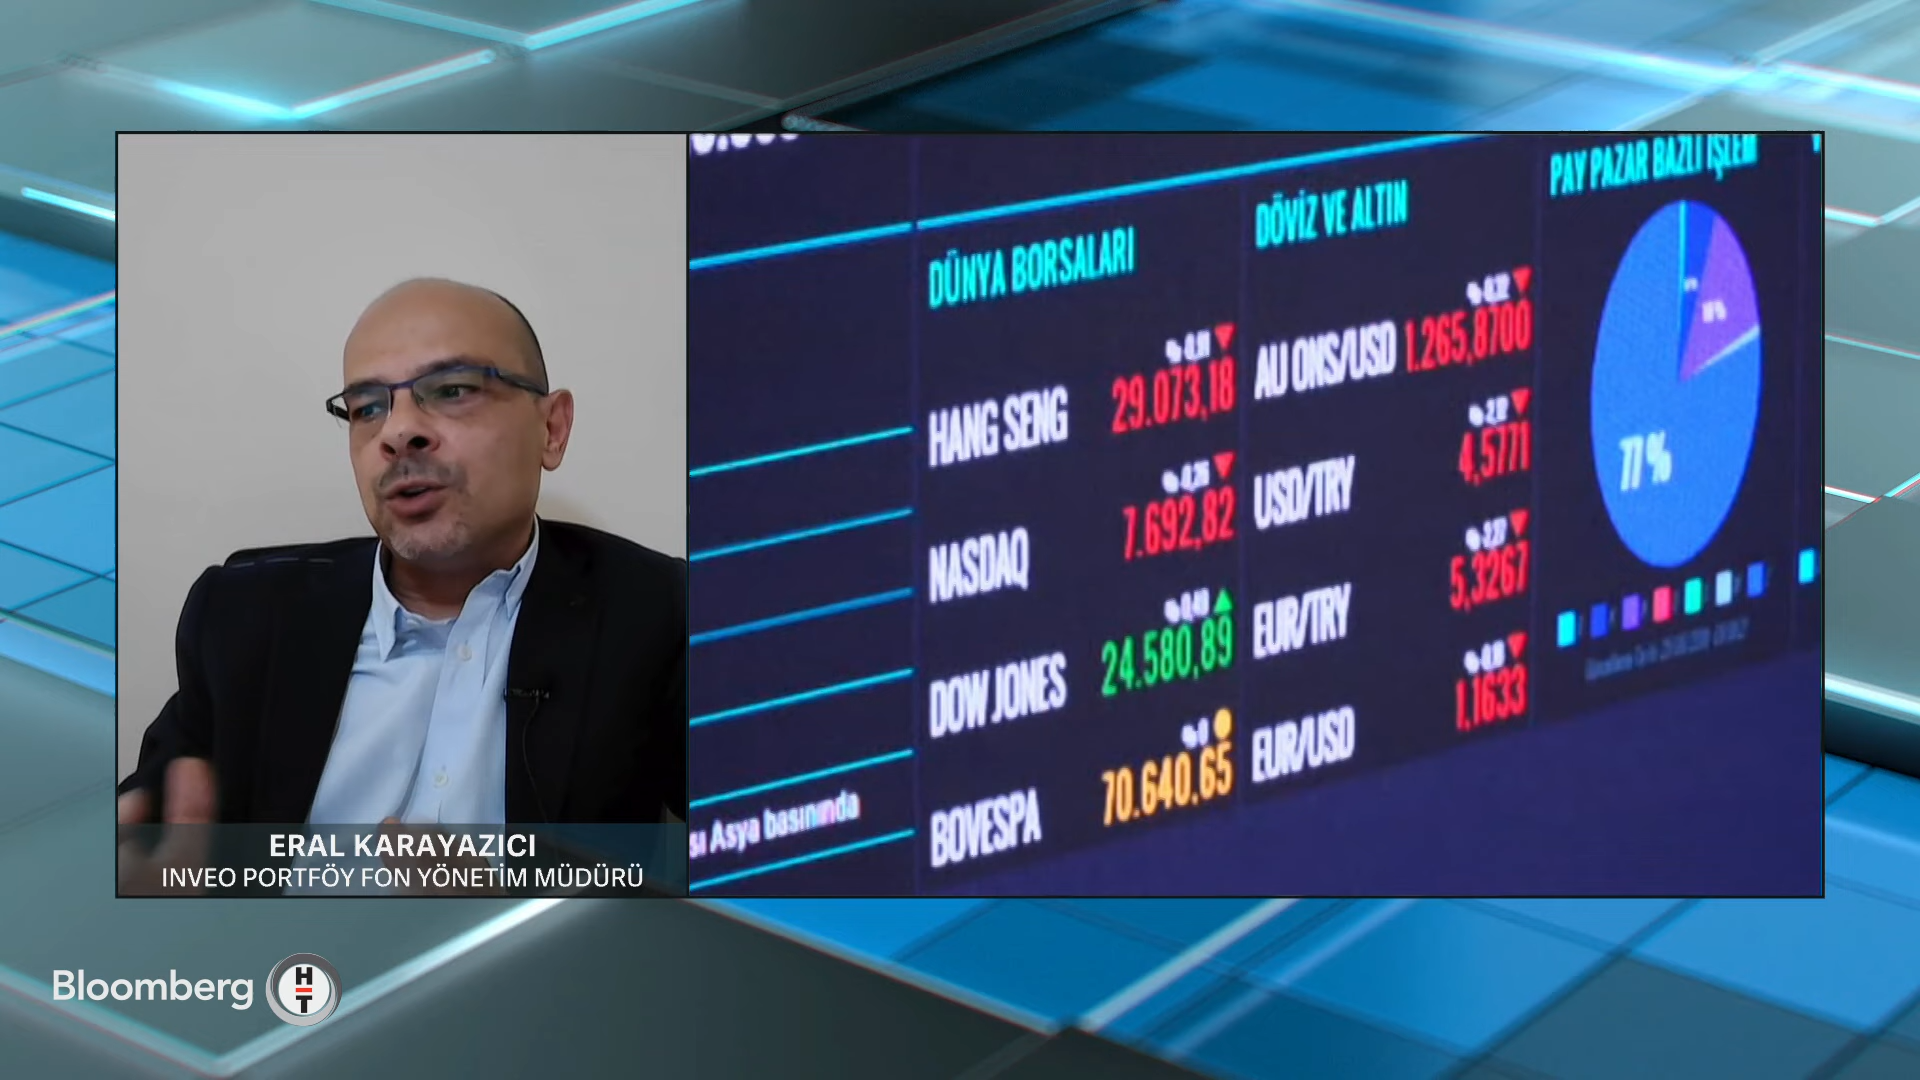 PAY PAZAR BAZLI İŞLEM
DÖVİZ VE ALTIN
DÜNYA BORSALARI
HANG SENG 29.073,18
NASDAQ 7.692,82
DOW JONES 24.580,89
BOVESPA 70.640.65
AU ONS/USD 1.265,8700
USD/TRY 4,5771
EUR/TRY 5,3267
EUR/USD 1,1633
77 %
sı Asya basınında
ERAL KARAYAZICI
INVEO PORTFÖY FON YÖNETİM MÜDÜRÜ
Bloomberg HT